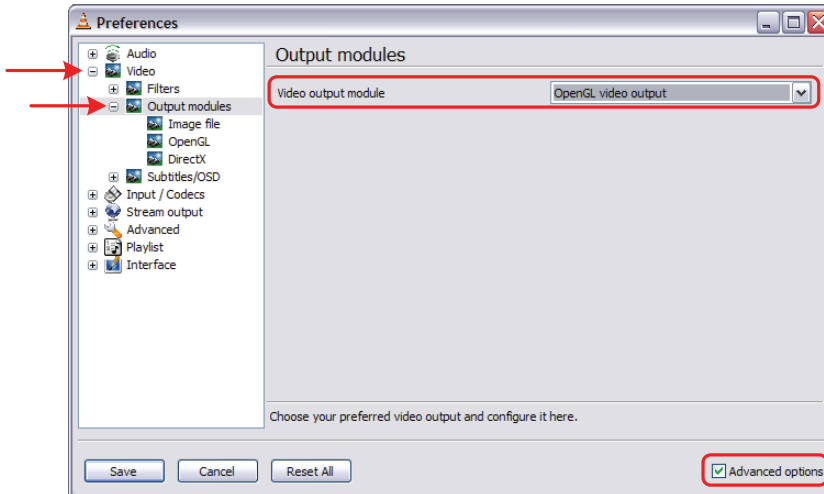 Preferences
Audio
Video
Filters
Output modules
Image file
OpenGL
DirectX
Subtitles/OSD
Input / Codecs
Stream output
Advanced
Playlist
Interface
Output modules
Video output module
OpenGL video output
Choose your preferred video output and configure it here.
Save
Cancel
Reset All
Advanced options